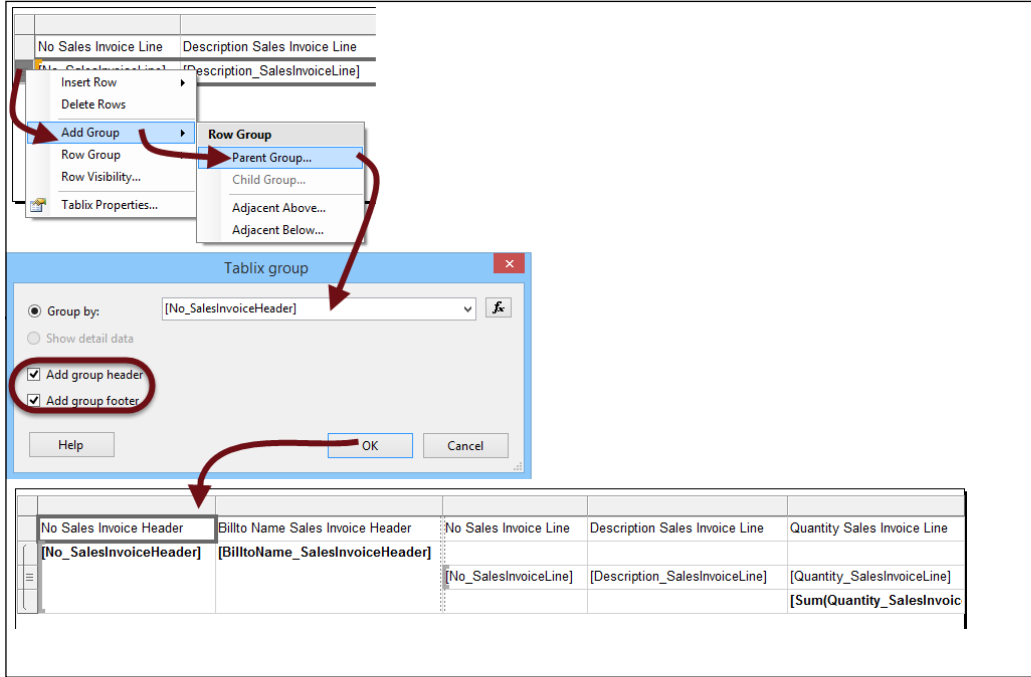 No Sales Invoice Line Description Sales Invoice Line
[Description_SalesInvoiceLine]
Insert Row
Delete Rows
Add Group
Row Group
Row Visibility...
Tablix Properties...
Row Group
Parent Group...
Child Group...
Adjacent Above...
Adjacent Below...
Tablix group
Group by: [No_SalesInvoiceHeader] fx
Show detail data
Add group header
Add group footer
Help OK Cancel
No Sales Invoice Header Billto Name Sales Invoice Header No Sales Invoice Line Description Sales Invoice Line Quantity Sales Invoice Line
[No_SalesInvoiceHeader] [BilltoName_SalesInvoiceHeader]
[No_SalesInvoiceLine] [Description_SalesInvoiceLine] [Quantity_SalesInvoiceLine]
[Sum(Quantity_SalesInvoic